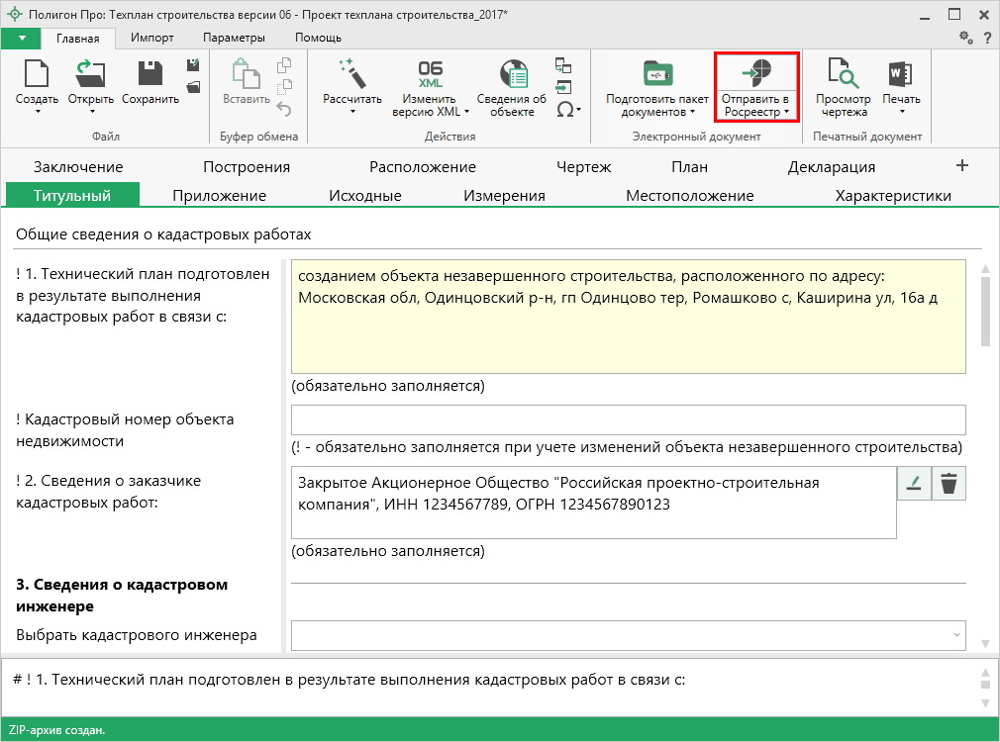 Полигон Про: Техплан строительства версии 06 - Проект техплана строительства_2017*
Главная Импорт Параметры Помощь
?
Создать Открыть Сохранить
Файл
Вставить
Буфер обмена
Рассчитать
06
XML
Изменить
версию XML
Сведения об
объекте
Ω
Действия
Подготовить пакет
документов
Отправить в
Росреестр
Электронный документ
Просмотр
чертежа
W
Печать
Печатный документ
Заключение Построения Расположение Чертеж План Декларация +
Титульный Приложение Исходные Измерения Местоположение Характеристики
Общие сведения о кадастровых работах
! 1. Технический план подготовлен
в результате выполнения
кадастровых работ в связи с:
созданием объекта незавершенного строительства, расположенного по адресу:
Московская обл, Одинцовский р-н, гп Одинцово тер, Ромашково с, Каширина ул, 16а д
(обязательно заполняется)
! Кадастровый номер объекта
недвижимости
(! - обязательно заполняется при учете изменений объекта незавершенного строительства)
! 2. Сведения о заказчике
кадастровых работ:
Закрытое Акционерное Общество "Российская проектно-строительная
компания", ИНН 1234567789, ОГРН 1234567890123
(обязательно заполняется)
3. Сведения о кадастровом
инженере
Выбрать кадастрового инженера
# ! 1. Технический план подготовлен в результате выполнения кадастровых работ в связи с:
ZIP-архив создан.